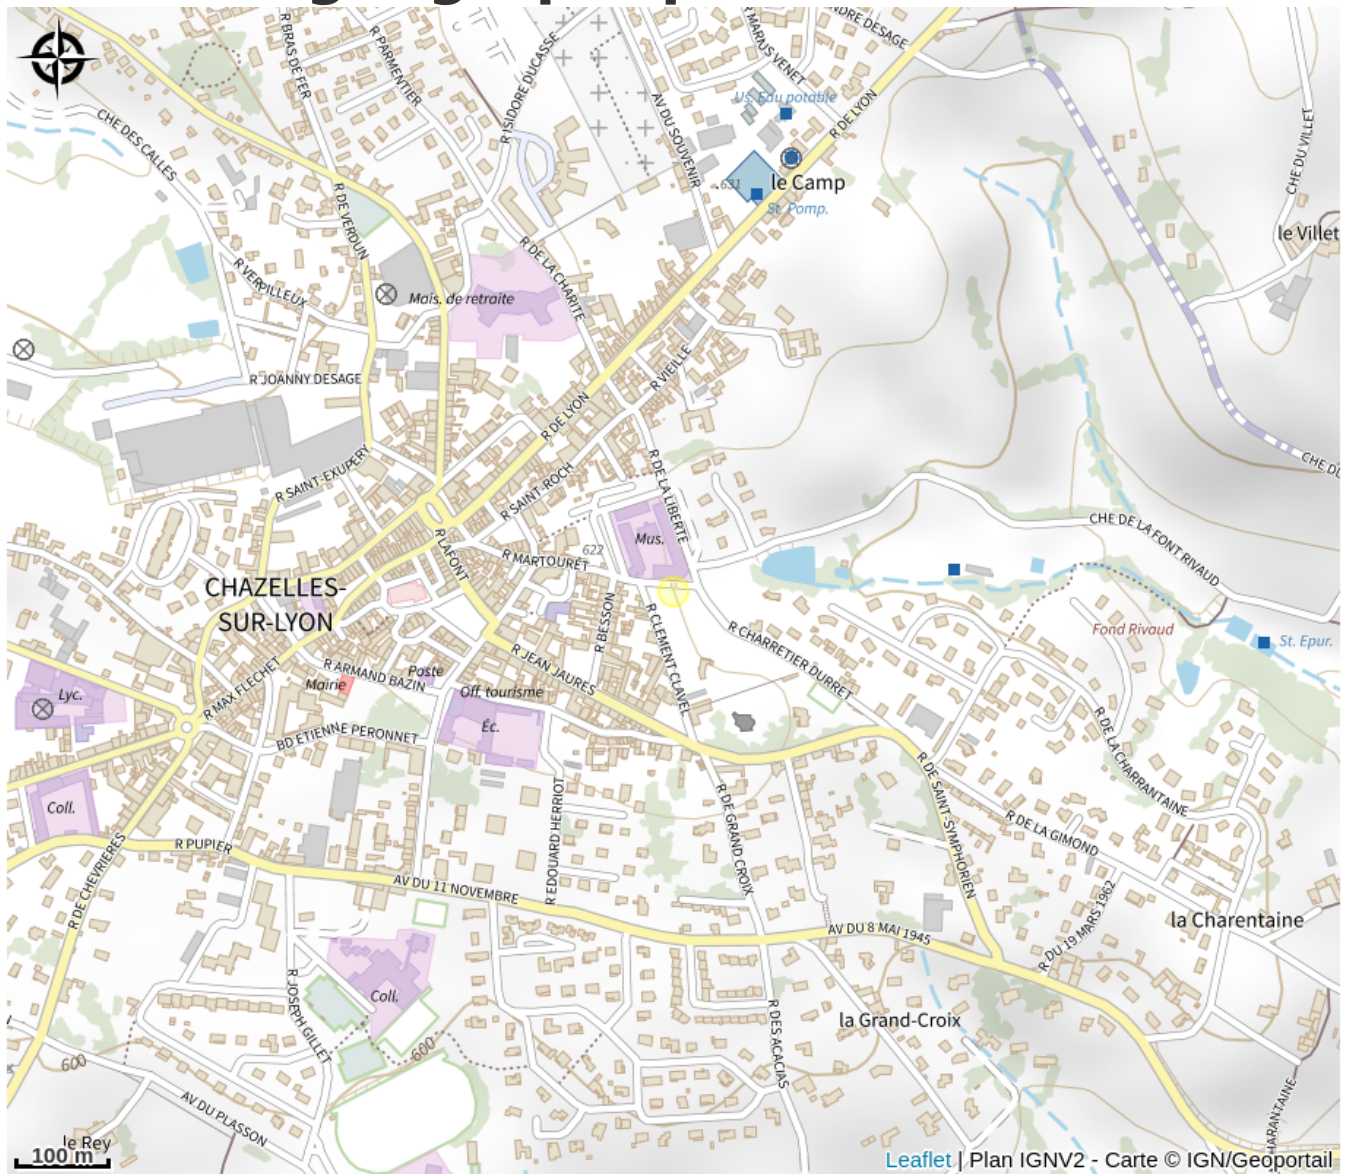 R BRAS DE FER
R PARMENTIER
R ISIDORE DUCASSE
R MARIUS VENET
NDRE DESAGE
CHE DES CALLES
AV DU SOUVENIR
Us. Eau potable
R DE LYON
631
le Camp
St. Pomp.
CHE DU VILLET
le Villet
R DE VERDUN
R VERPILLEUX
Mais. de retraite
R DE LA CHARITE
R VIEILLE
R JOANNY DESAGE
R DE LYON
R SAINT-EXUPERY
R SAINT-ROCH
R DE LA LIBERTE
CHE DU
Mus.
R LAFONT
R MARTOURET
622
CHE DE LA FONT RIVAUD
CHAZELLES-
SUR-LYON
R BESSON
R CLEMENT CLAVEL
R CHARRETIER DURRET
Fond Rivaud
St. Epur.
R JEAN JAURES
R ARMAND BAZIN
Poste
Mairie
Off. tourisme
R MAX FLECHET
Lyc.
Éc.
BD ETIENNE PERONNET
R DE LA CHARRANTAINE
R DE SAINT-SYMPHORIEN
Coll.
R EDOUARD HERRIOT
R DE GRAND CROIX
R DE LA GIMOND
R PUPIER
R DE CHEVRIERES
AV DU 11 NOVEMBRE
R DU 19 MARS 1962
la Charentaine
AV DU 8 MAI 1945
Coll.
R JOSEPH GILLET
la Grand-Croix
R DES ACACIAS
600
600
AV DU PLASSON
le Rey
HARANTAINE
100 m
Leaflet | Plan IGNV2 - Carte © IGN/Geoportail